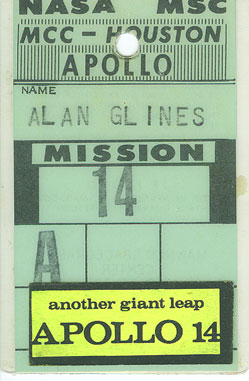 NASA MSC
MCC - HOUSTON
APOLLO
NAME
ALAN GLINES
MISSION
14
A
another giant leap
APOLLO 14